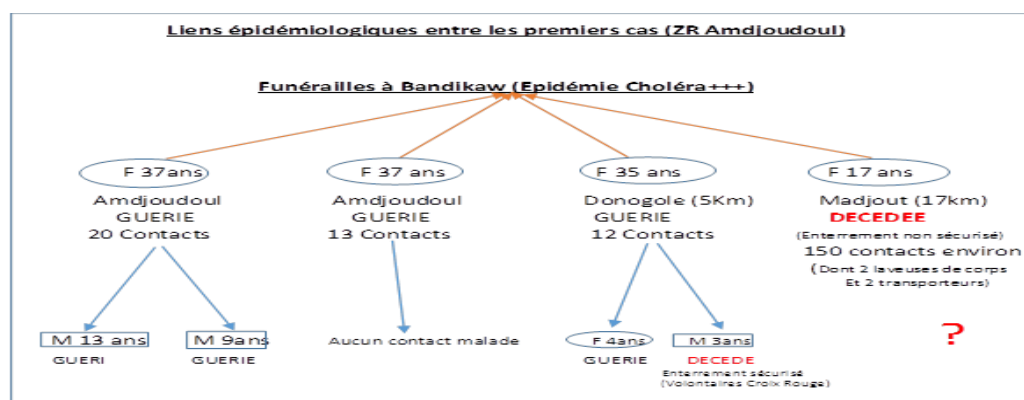 Liens épidémiologiques entre les premiers cas (ZR Amdjoudoul)
Funérailles à Bandikaw (Epidémie Choléra+++)
F 37ans
Amdjoudoul
GUERIE
20 Contacts
F 37 ans
Amdjoudoul
GUERIE
13 Contacts
F 35 ans
Donogole (5Km)
GUERIE
12 Contacts
F 17 ans
Madjout (17km)
DECEDEE
(Enterrement non sécurisé)
150 contacts environ
(Dont 2 laveuses de corps
Et 2 transporteurs)
M 13 ans
GUERI
M 9ans
GUERIE
Aucun contact malade
F 4ans
GUERIE
M 3ans
DECEDE
Enterrement sécurisé
(Volontaires Croix Rouge)
?